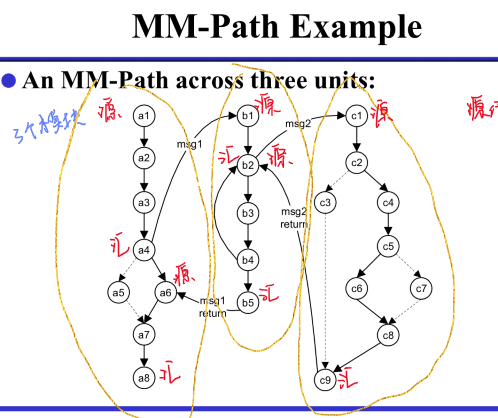 MM-Path Example
An MM-Path across three units:
3个模块
源
a1
a2
a3
汇
a4
a5
源
a6
a7
a8
汇
msg1
b1
源
汇
b2
源
b3
b4
b5
汇
msg1
return
msg2
c1
源
c2
c3
c4
c5
c6
c7
c8
c9
汇
msg2
return
源